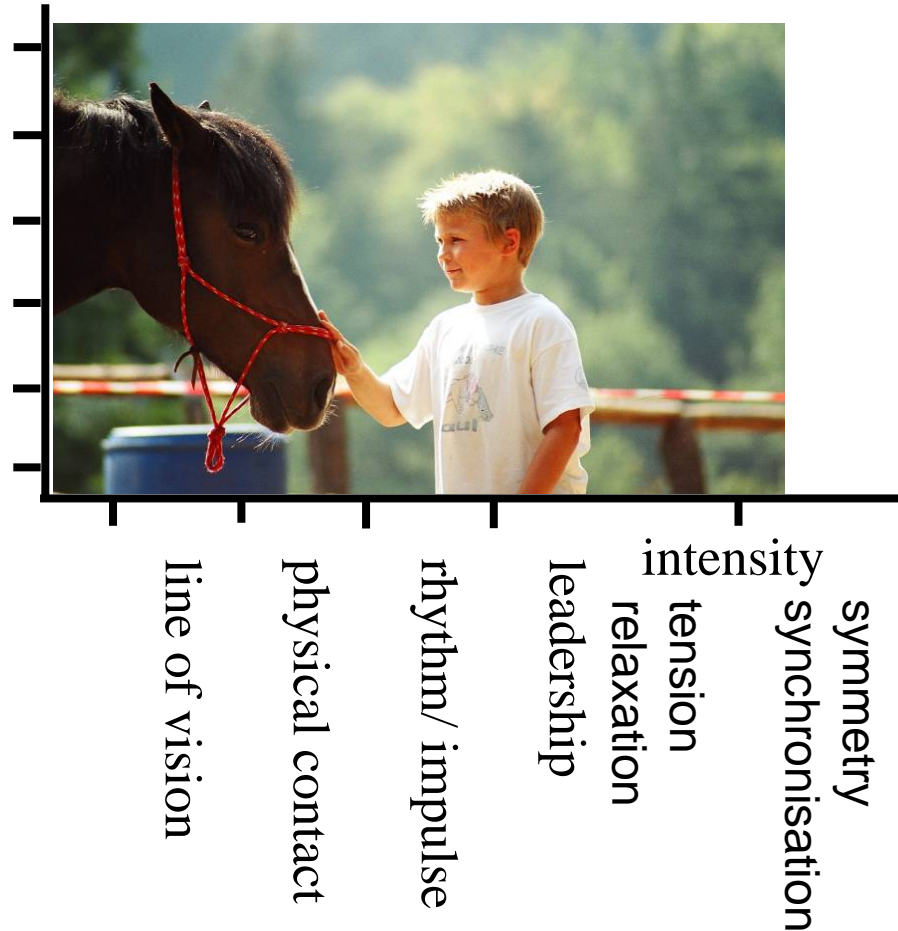 line of vision
physical contact
rhythm/ impulse
leadership
intensity
tension
relaxation
symmetry
synchronisation